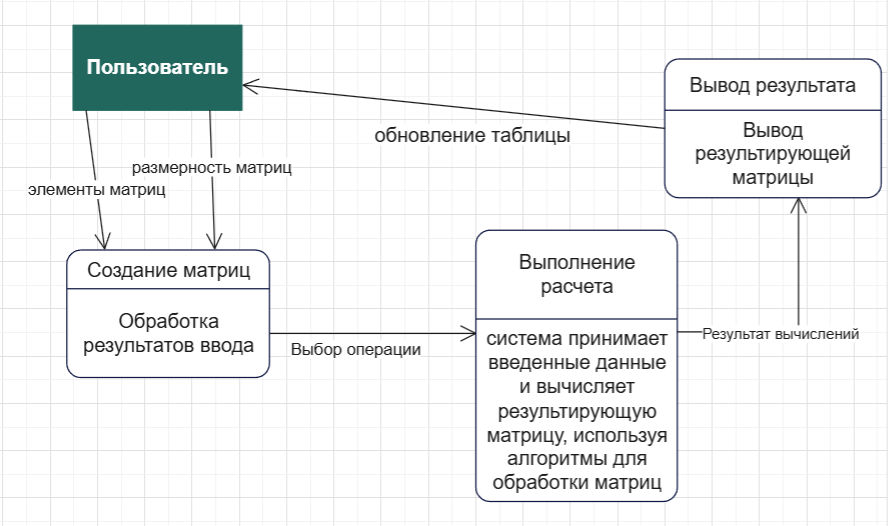 Пользователь
элементы матриц
размерность матриц
Создание матриц
Обработка
результатов ввода
Выбор операции
Выполнение
расчета
система принимает
введенные данные
и вычисляет
результирующую
матрицу, используя
алгоритмы для
обработки матриц
Результат вычислений
Вывод результата
Вывод
результирующей
матрицы
обновление таблицы